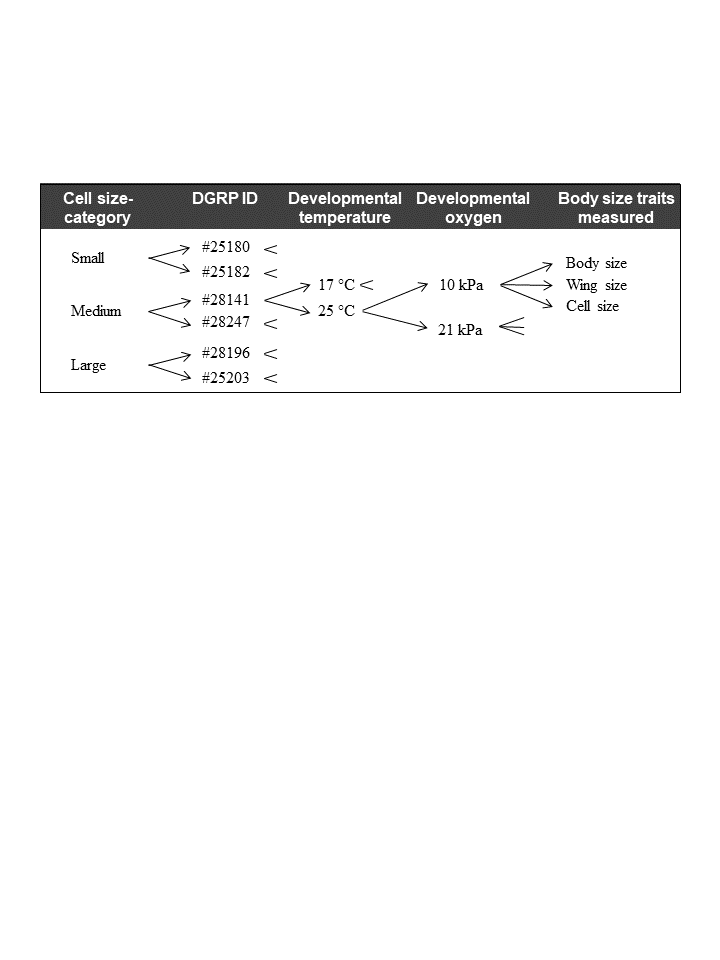 Cell size-category
DGRP ID
Developmental temperature
Developmental oxygen
Body size traits measured
Small
#25180
#25182
Medium
#28141
#28247
Large
#28196
#25203
17 °C
25 °C
10 kPa
21 kPa
Body size
Wing size
Cell size